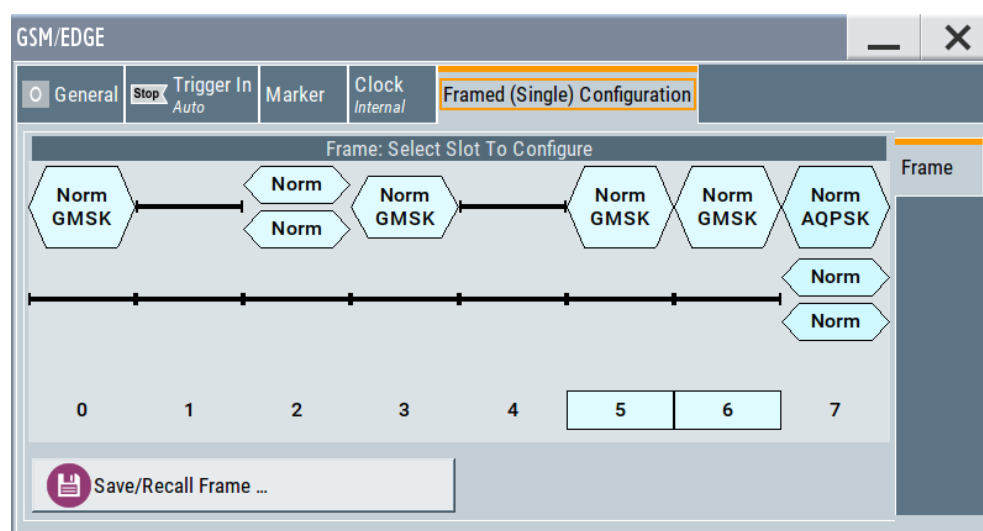 GSM/EDGE
O General Stop Trigger In Marker Clock Framed (Single) Configuration
Auto Internal
Frame: Select Slot To Configure
Frame
Norm Norm Norm Norm Norm Norm
GMSK Norm GMSK GMSK GMSK AQPSK
Norm
Norm
0 1 2 3 4 5 6 7
Save/Recall Frame ...